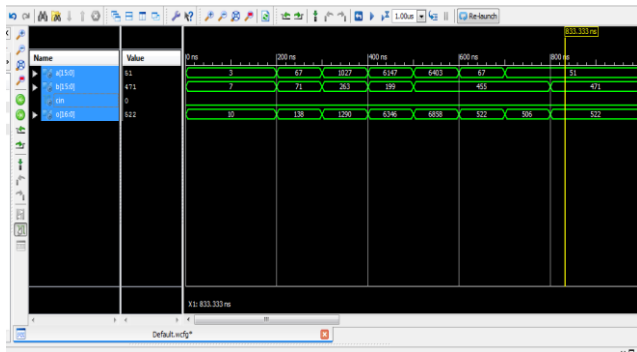 1.00us Re-launch
833.333 ns
Name Value 0 ns 200 ns 400 ns 600 ns 800 ns
a[15:0] 51 3 67 1027 6147 6403 67 51
b[15:0] 471 7 71 263 199 455 471
cin 0
o[16:0] 522 10 138 1290 6346 6858 522 506 522
X1: 833.333 ns
Default.wcfg*